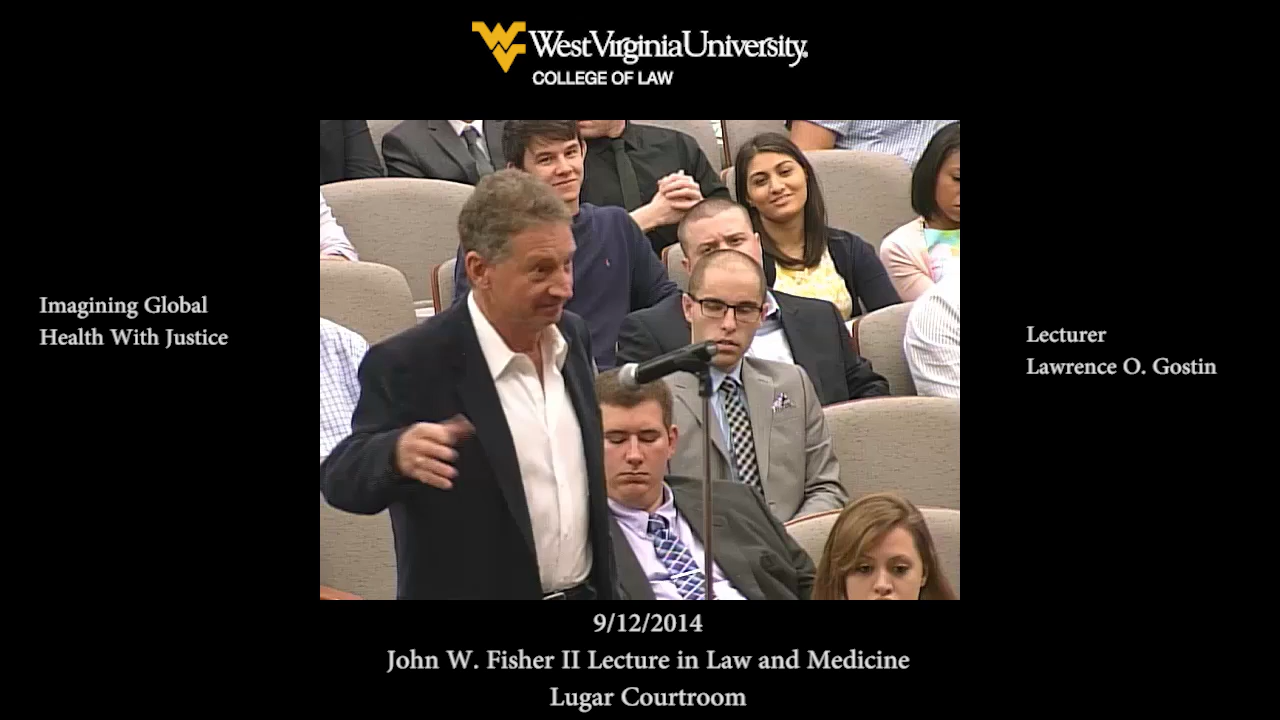 WestVirginiaUniversity.
COLLEGE OF LAW
Imagining Global
Health With Justice
Lecturer
Lawrence O. Gostin
9/12/2014
John W. Fisher II Lecture in Law and Medicine
Lugar Courtroom